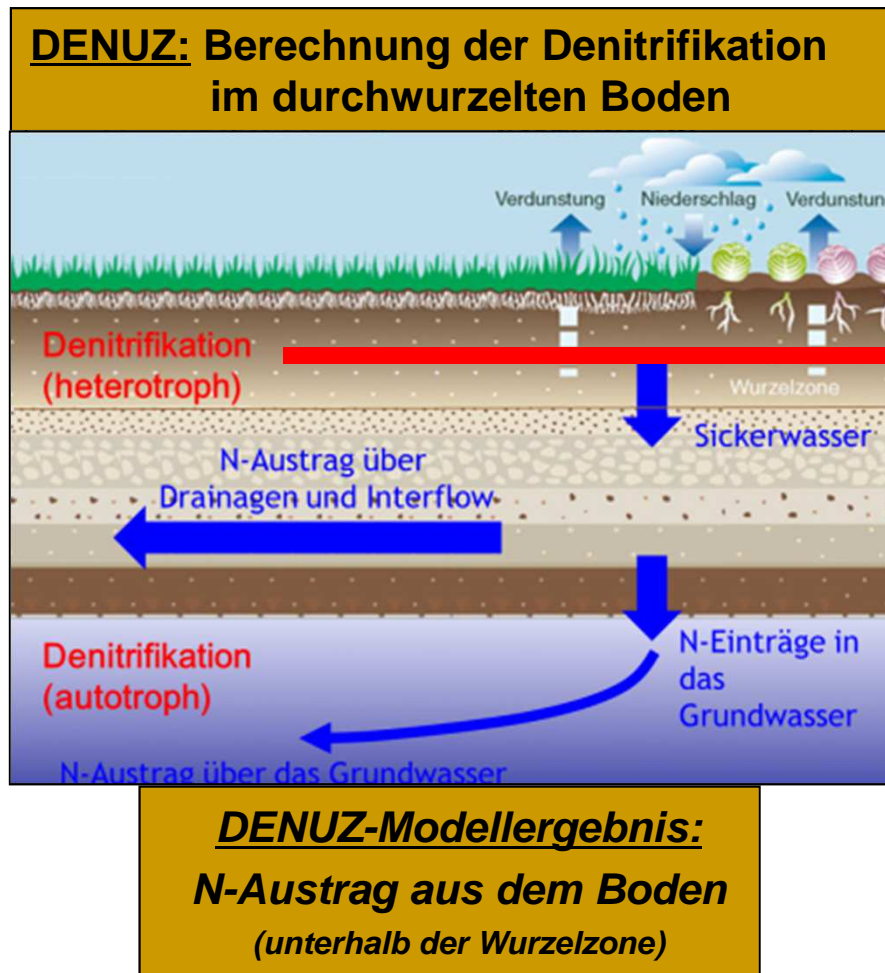 DENUZ: Berechnung der Denitrifikation
im durchwurzelten Boden
Verdunstung
Niederschlag
Verdunstun
Denitrifikation
(heterotroph)
Wurzelzone
Sickerwasser
N-Austrag über
Drainagen und Interflow
Denitrifikation
(autotroph)
N-Einträge in
das
Grundwasser
N-Austrag über das Grundwasser
DENUZ-Modellergebnis:
N-Austrag aus dem Boden
(unterhalb der Wurzelzone)